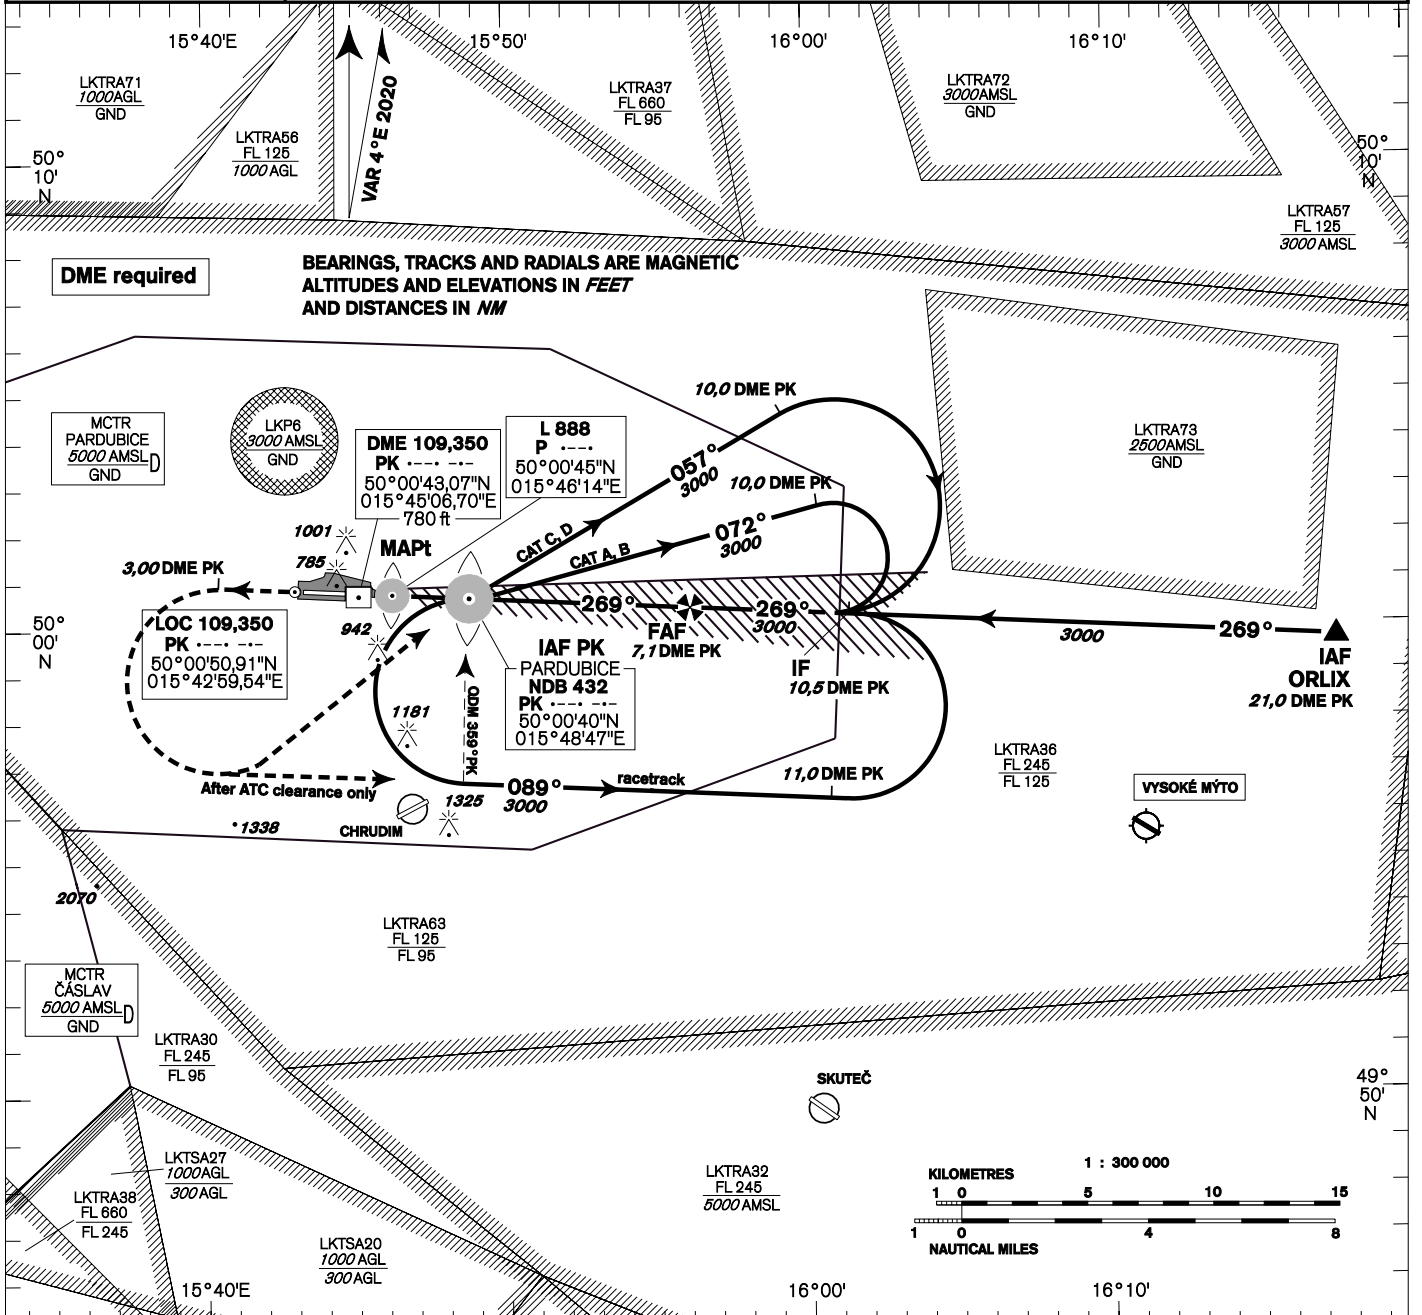 15°40'E
15°50'
16°00'
16°10'
LKTRA71
1000AGL
GND
LKTRA56
FL 125
1000 AGL
VAR 4°E 2020
LKTRA37
FL 660
FL 95
LKTRA72
3000AMSL
GND
50°
10'
N
50°
10'
N
LKTRA57
FL 125
3000 AMSL
DME required
BEARINGS, TRACKS AND RADIALS ARE MAGNETIC
ALTITUDES AND ELEVATIONS IN FEET
AND DISTANCES IN NM
MCTR
PARDUBICE
5000 AMSL D
GND
LKP6
3000 AMSL
GND
DME 109,350
PK ·--· -·-
50°00'43,07"N
015°45'06,70"E
780 ft
L 888
P ·--·
50°00'45"N
015°46'14"E
10,0 DME PK
057°
3000
10,0 DME PK
072°
3000
CAT C, D
CAT A, B
LKTRA73
2500AMSL
GND
1001
785
MAPt
3,00 DME PK
942
LOC 109,350
PK ·--· -·-
50°00'50,91"N
015°42'59,54"E
50°
00'
N
269°
FAF
7,1 DME PK
269°
3000
IF
10,5 DME PK
3000
269°
IAF
ORLIX
21,0 DME PK
IAF PK
PARDUBICE
NDB 432
PK ·--· -·-
50°00'40"N
015°48'47"E
QDM 359°PK
1181
After ATC clearance only
089°
3000
racetrack
11,0 DME PK
1325
CHRUDIM
1338
LKTRA36
FL 245
FL 125
VYSOKÉ MÝTO
2070
LKTRA63
FL 125
FL 95
MCTR
ČÁSLAV
5000 AMSL D
GND
LKTRA30
FL 245
FL 95
SKUTEČ
49°
50'
N
LKTSA27
1000AGL
300 AGL
LKTRA38
FL 660
FL 245
LKTRA32
FL 245
5000 AMSL
LKTSA20
1000 AGL
300 AGL
1 : 300 000
KILOMETRES
1 0 5 10 15
1 0 4 8
NAUTICAL MILES
15°40'E
16°00'
16°10'